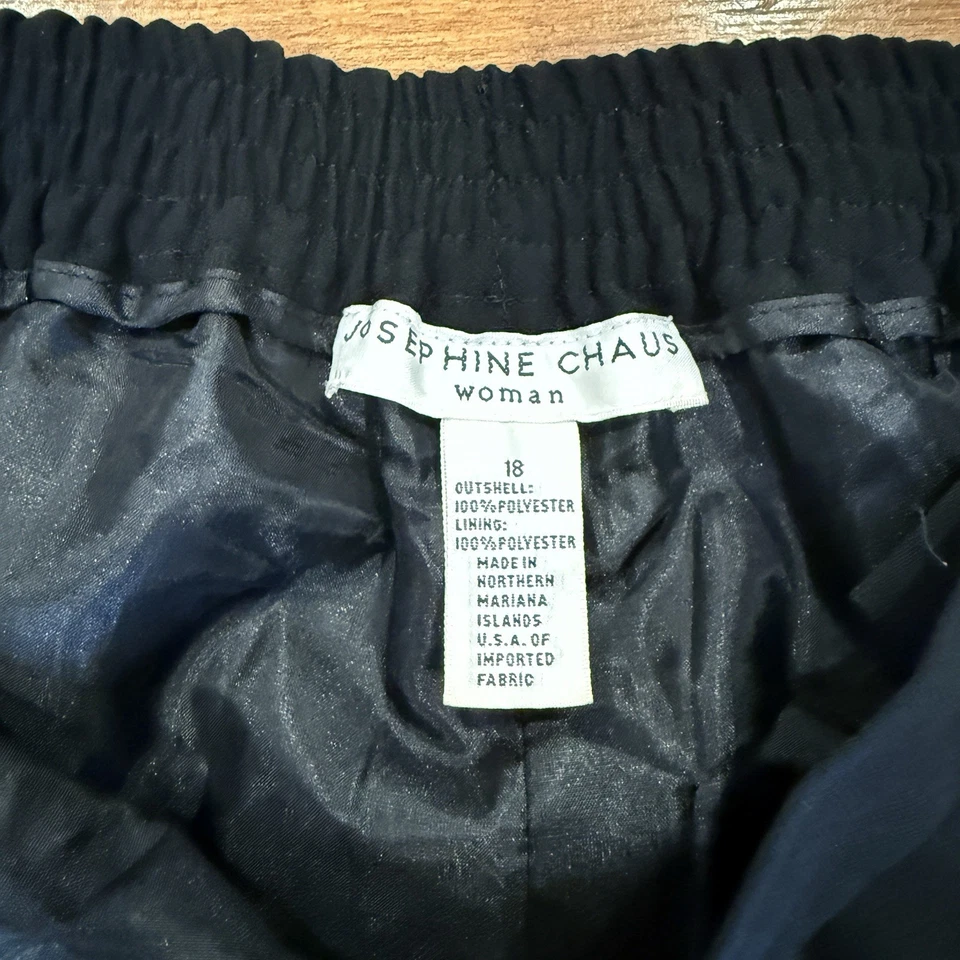 JOSEPHINE CHAUS
woman
18
OUTSHELL:
100%POLYESTER
LINING:
100%POLYESTER
MADE IN
NORTHERN
MARIANA
ISLANDS
U.S.A. OF
IMPORTED
FABRIC